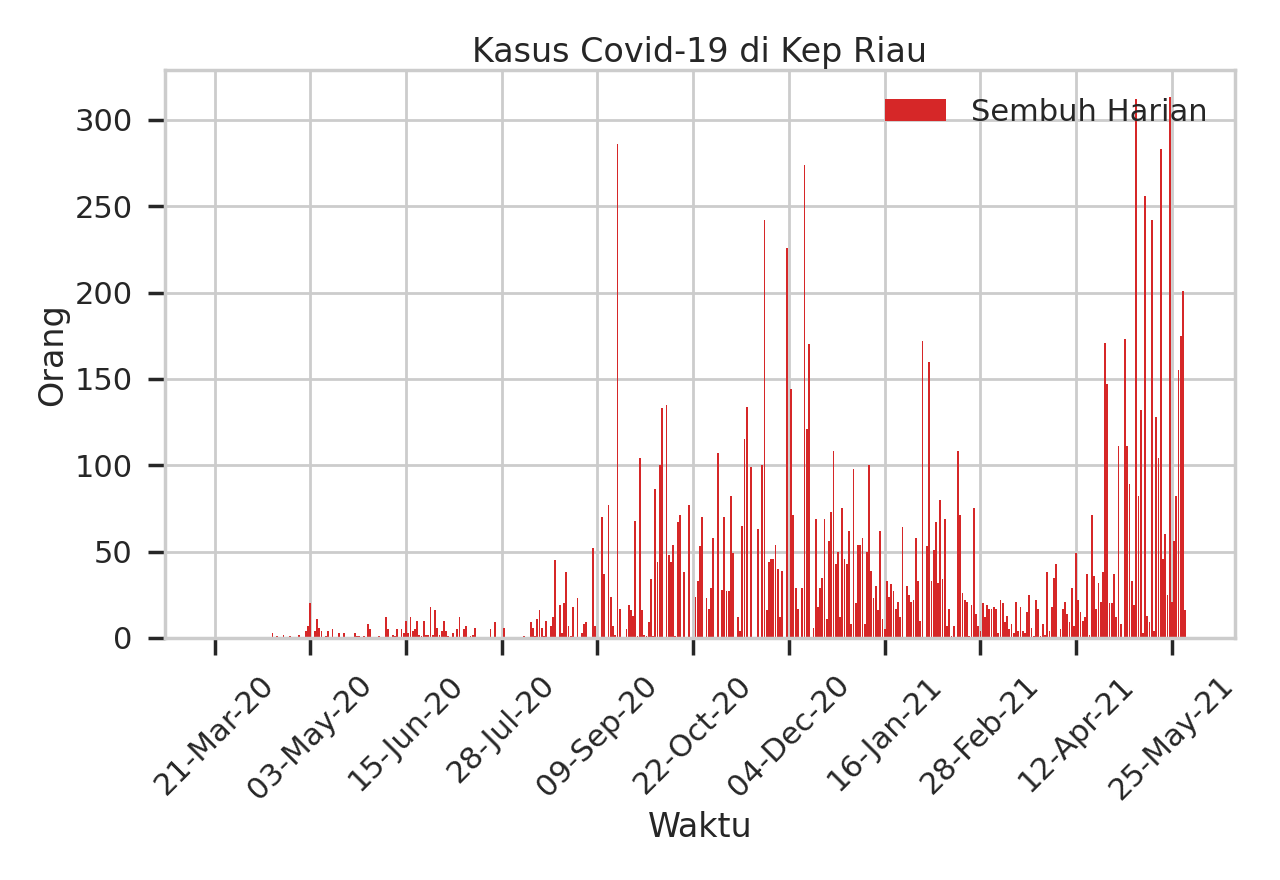 Kasus Covid-19 di Kep Riau
Sembuh Harian
Orang
300
250
200
150
100
50
0
21-Mar-20
03-May-20
15-Jun-20
28-Jul-20
09-Sep-20
22-Oct-20
04-Dec-20
16-Jan-21
28-Feb-21
12-Apr-21
25-May-21
Waktu